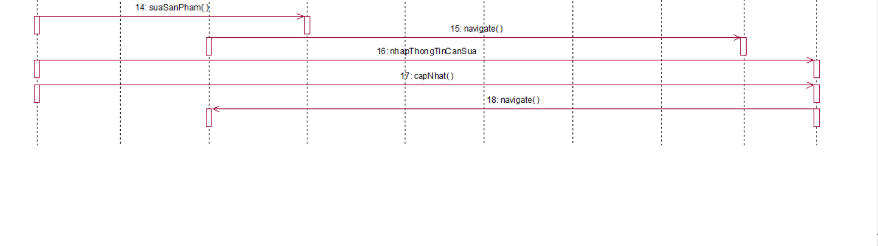 14: suaSanPham( )
15: navigate( )
16: nhapThongTinCanSua
17: capNhat( )
18: navigate( )